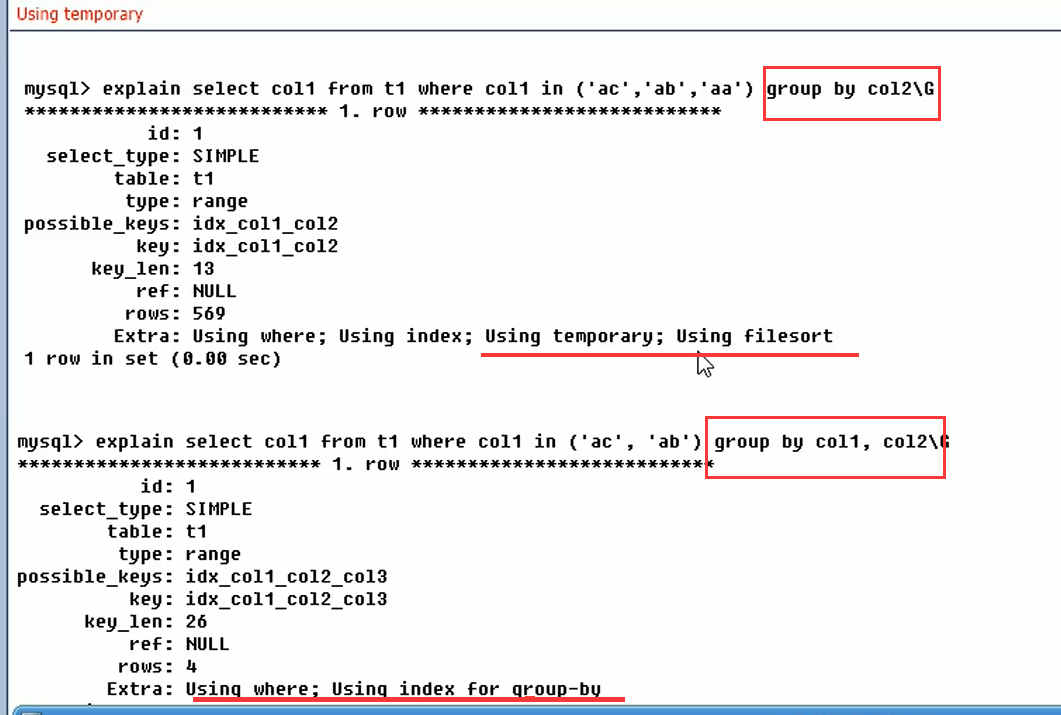 Using temporary
mysql> explain select col1 from t1 where col1 in ('ac','ab','aa') group by col2\G
*************************** 1. row ***************************
id: 1
select_type: SIMPLE
table: t1
type: range
possible_keys: idx_col1_col2
key: idx_col1_col2
key_len: 13
ref: NULL
rows: 569
Extra: Using where; Using index; Using temporary; Using filesort
1 row in set (0.00 sec)
mysql> explain select col1 from t1 where col1 in ('ac', 'ab') group by col1, col2\G
*************************** 1. row ***************************
id: 1
select_type: SIMPLE
table: t1
type: range
possible_keys: idx_col1_col2_col3
key: idx_col1_col2_col3
key_len: 26
ref: NULL
rows: 4
Extra: Using where; Using index for group-by